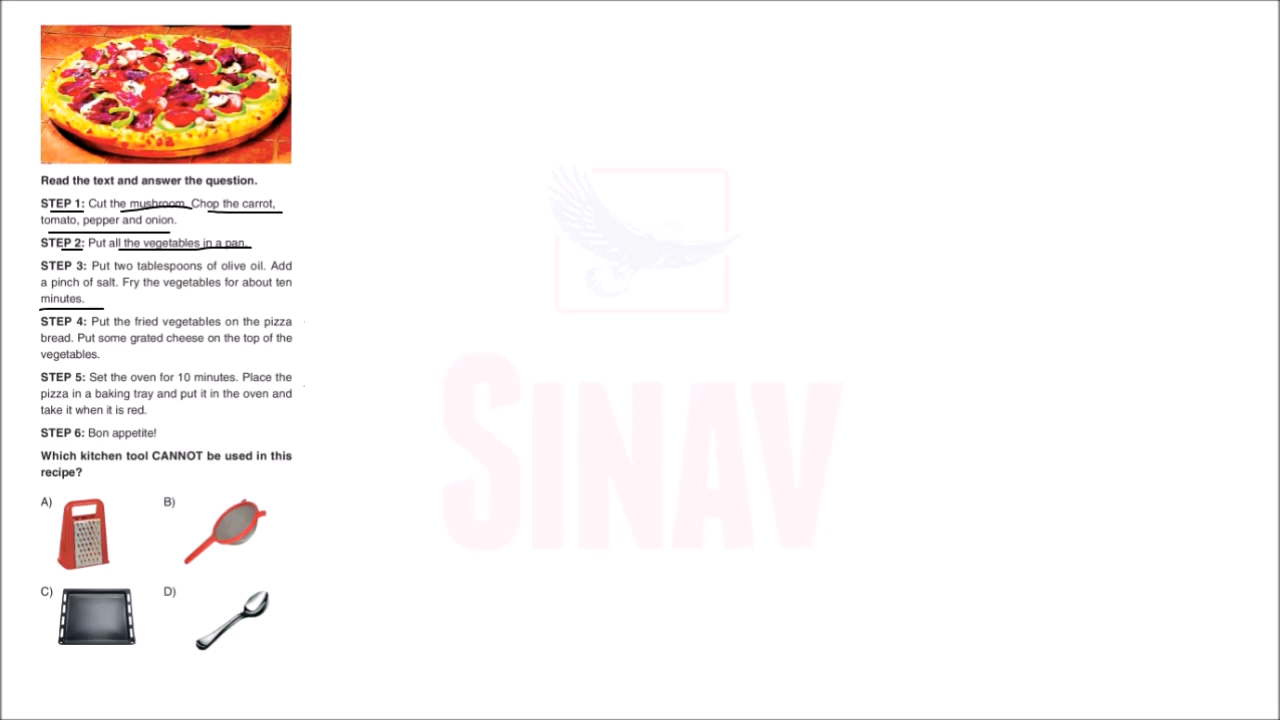 Read the text and answer the question.
STEP 1: Cut the mushroom. Chop the carrot,
tomato, pepper and onion.
STEP 2: Put all the vegetables in a pan.
STEP 3: Put two tablespoons of olive oil. Add
a pinch of salt. Fry the vegetables for about ten
minutes.
STEP 4: Put the fried vegetables on the pizza
bread. Put some grated cheese on the top of the
vegetables.
STEP 5: Set the oven for 10 minutes. Place the
pizza in a baking tray and put it in the oven and
take it when it is red.
STEP 6: Bon appetite!
Which kitchen tool CANNOT be used in this
recipe?
A) B)
C) D)
SINAV